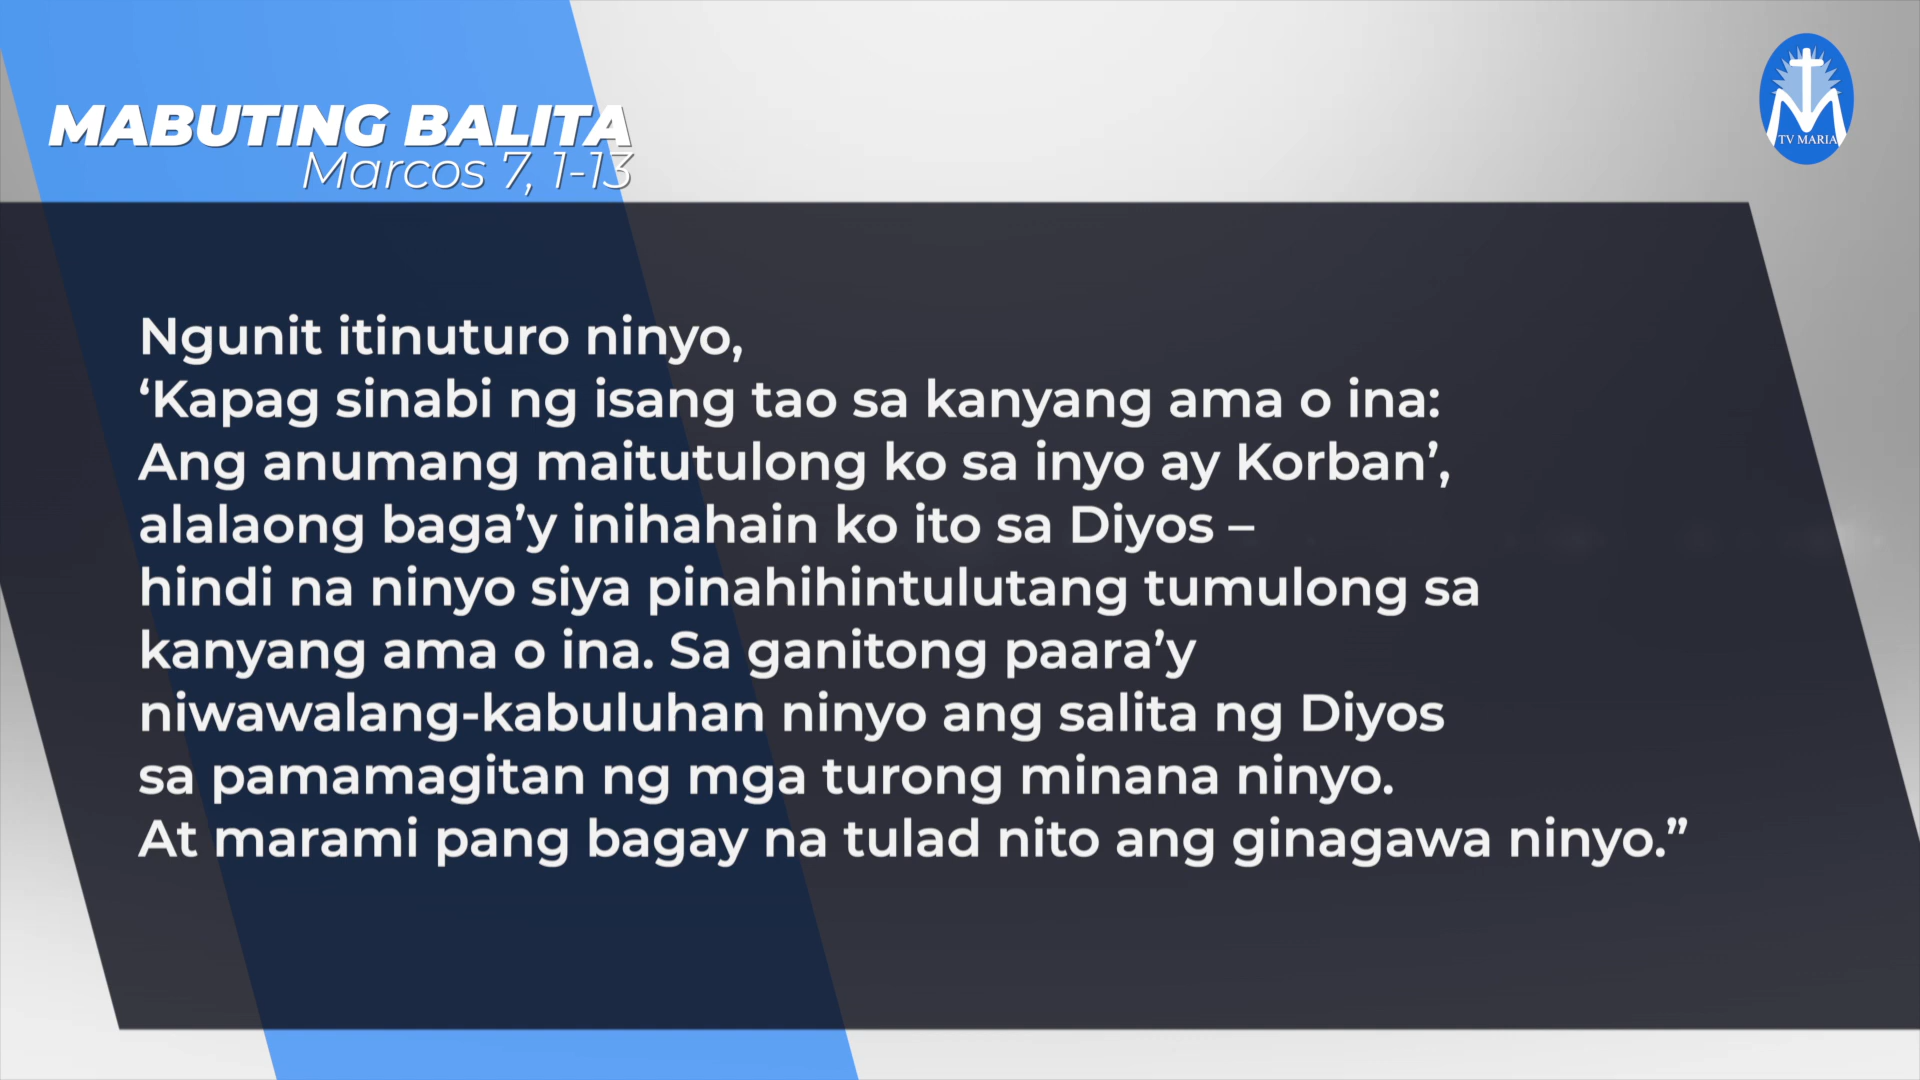 MABUTING BALITA
Marcos 7, 1-13
TV MARIA
Ngunit itinuturo ninyo,
‘Kapag sinabi ng isang tao sa kanyang ama o ina:
Ang anumang maitutulong ko sa inyo ay Korban’,
alalaong baga’y inihahain ko ito sa Diyos –
hindi na ninyo siya pinahihintulutang tumulong sa
kanyang ama o ina. Sa ganitong paara’y
niwawalang-kabuluhan ninyo ang salita ng Diyos
sa pamamagitan ng mga turong minana ninyo.
At marami pang bagay na tulad nito ang ginagawa ninyo.”